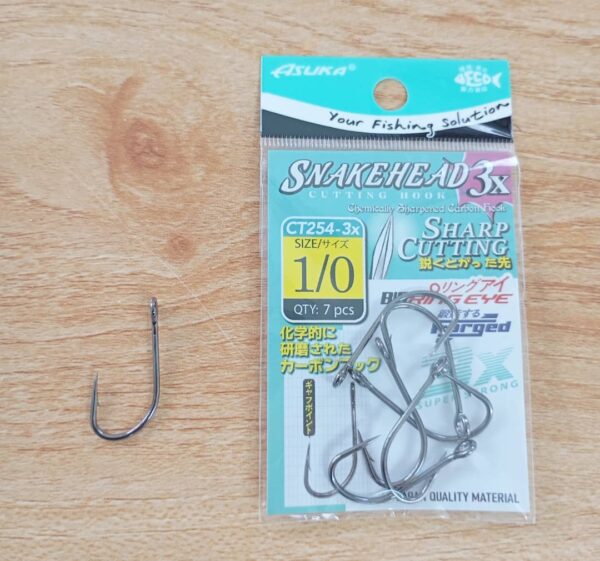 ASUKA®
ECO
Your Fishing Solution
SNAKEHEAD 3x
CUTTING HOOK
Chemically Sharpened Carbon Hook
CT254-3x
SIZE/サイズ
1/0
QTY: 7 pcs
SHARP
CUTTING
鋭くとがった先
リングアイ
RING EYE
Forged
3x
SUPER STRONG
化学的に
研磨された
カーボンフック
ギャフポイント
QUALITY MATERIAL